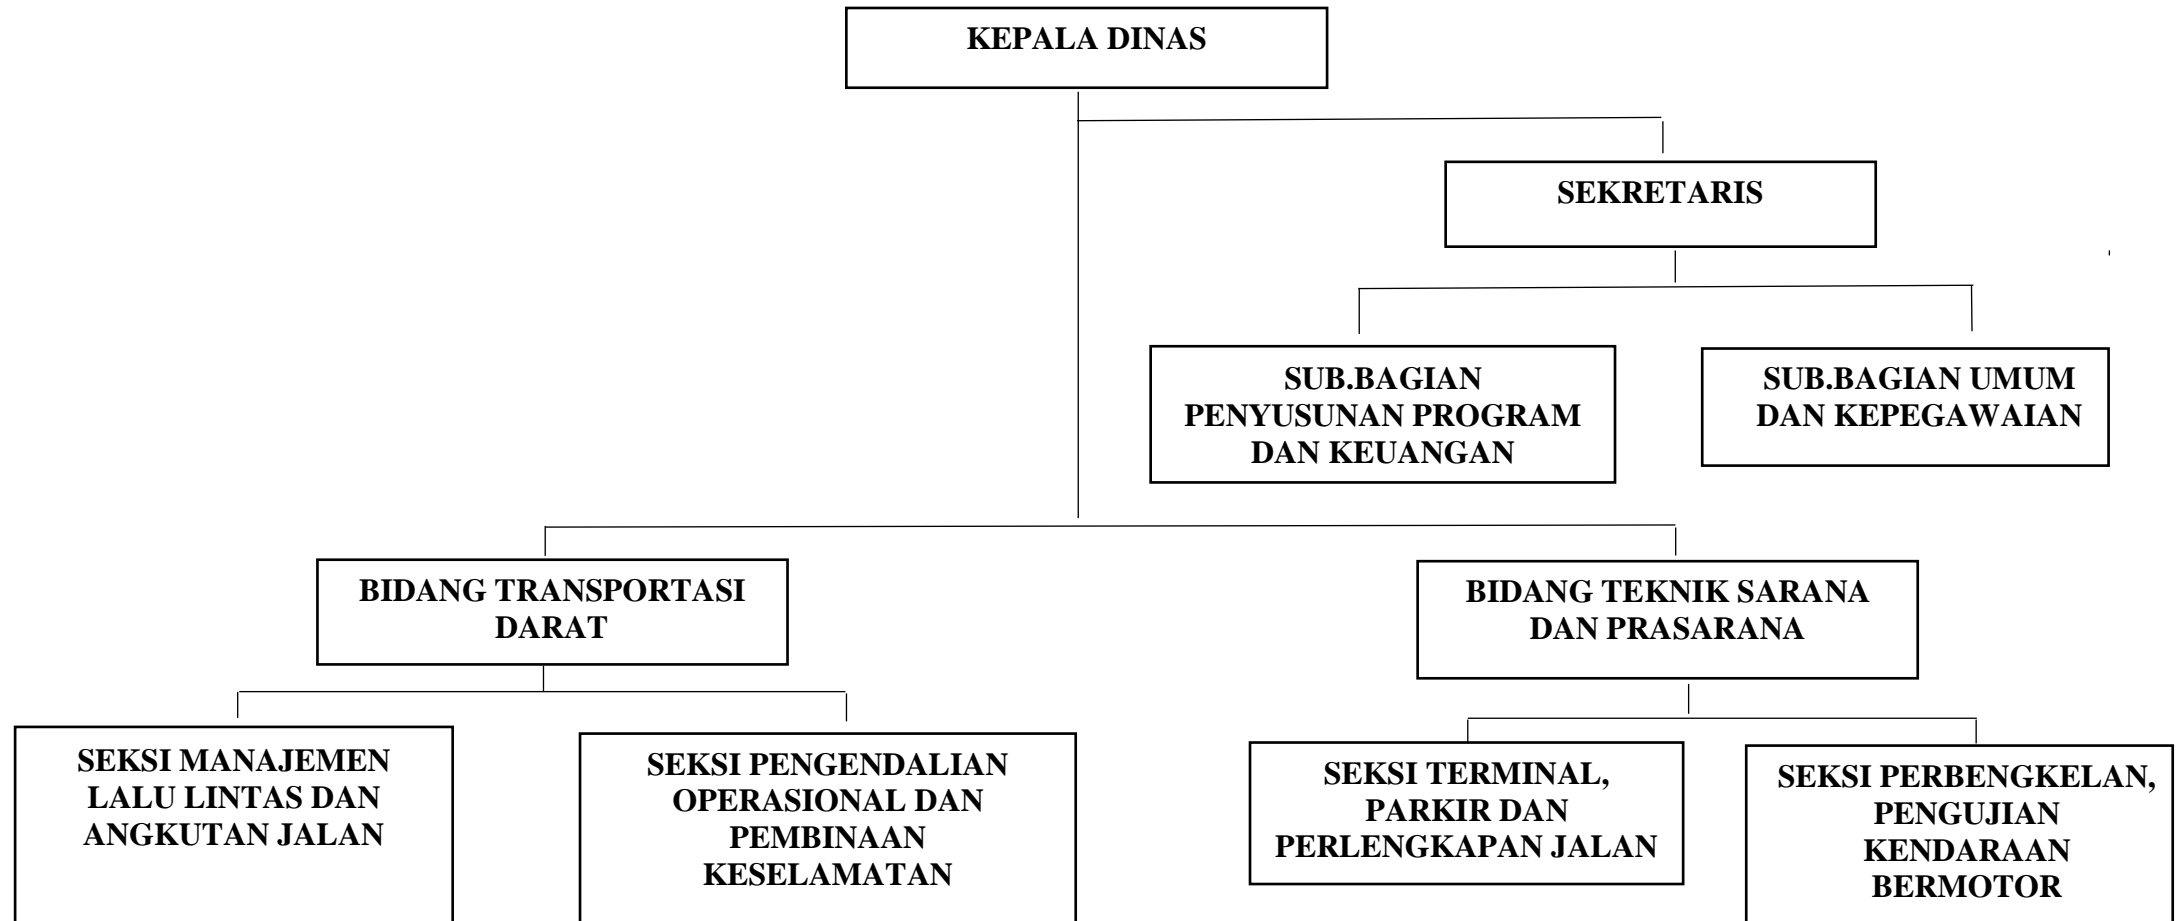 KEPALA DINAS
SEKRETARIS
SUB.BAGIAN
PENYUSUNAN PROGRAM
DAN KEUANGAN
SUB.BAGIAN UMUM
DAN KEPEGAWAIAN
BIDANG TRANSPORTASI
DARAT
BIDANG TEKNIK SARANA
DAN PRASARANA
SEKSI MANAJEMEN
LALU LINTAS DAN
ANGKUTAN JALAN
SEKSI PENGENDALIAN
OPERASIONAL DAN
PEMBINAAN
KESELAMATAN
SEKSI TERMINAL,
PARKIR DAN
PERLENGKAPAN JALAN
SEKSI PERBENGKELAN,
PENGUJIAN
KENDARAAN
BERMOTOR